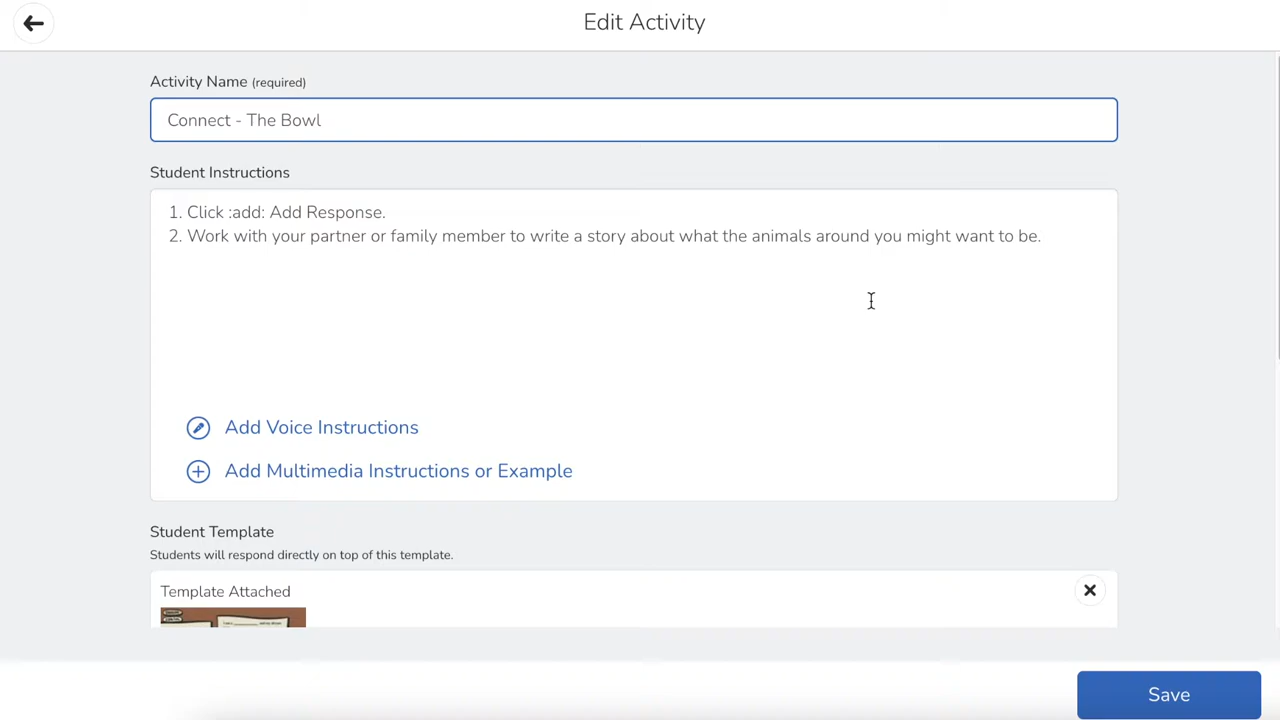 Edit Activity
Activity Name (required)
Connect - The Bowl
Student Instructions
1. Click :add: Add Response.
2. Work with your partner or family member to write a story about what the animals around you might want to be.
Add Voice Instructions
Add Multimedia Instructions or Example
Student Template
Students will respond directly on top of this template.
Template Attached
Save